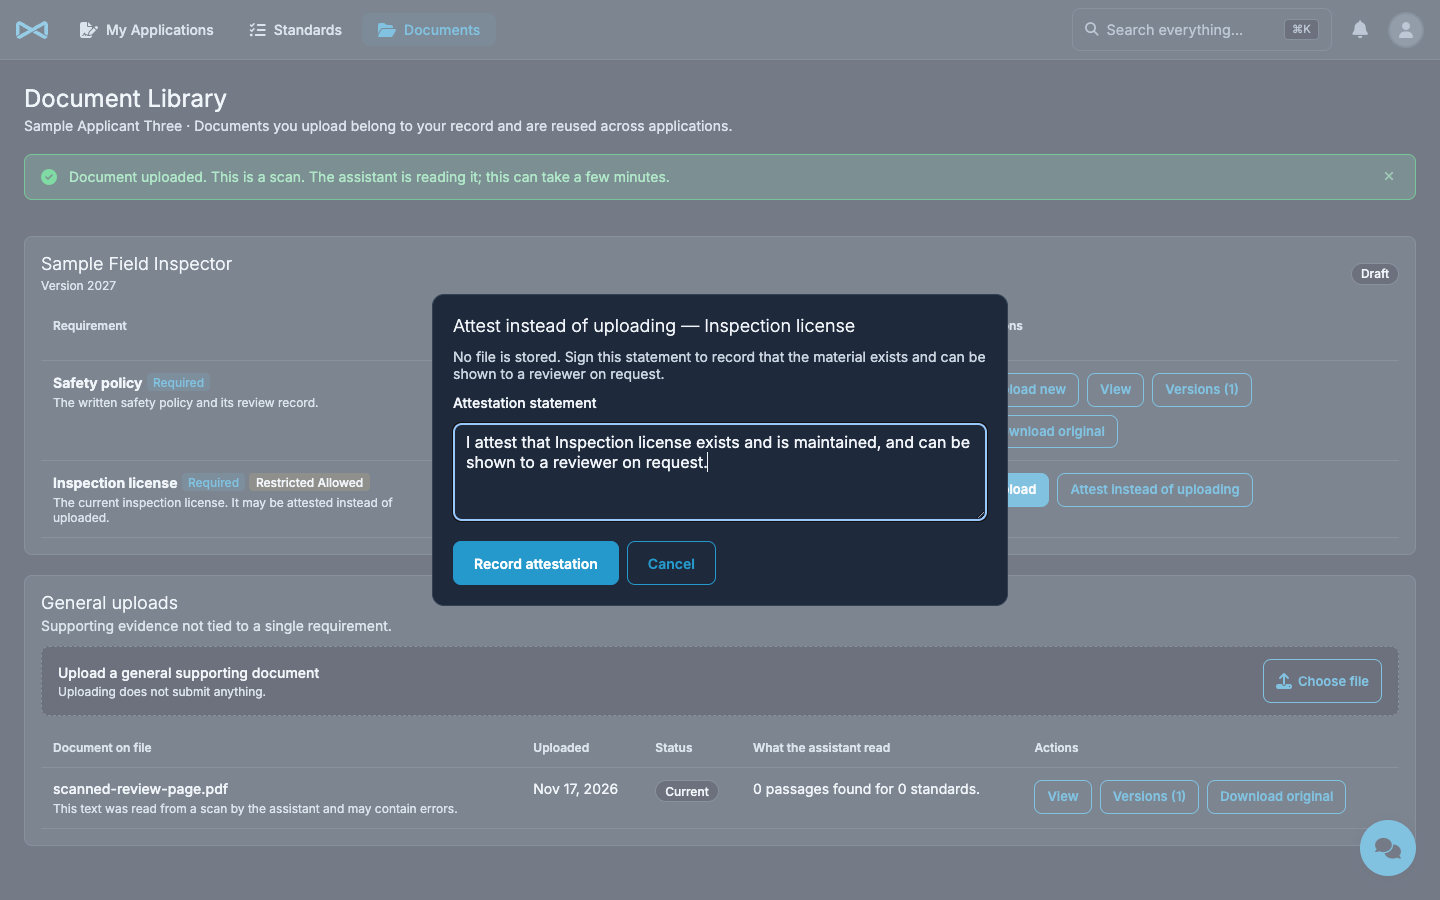 My Applications
Standards
Documents
Search everything...
⌘K
Document Library
Sample Applicant Three · Documents you upload belong to your record and are reused across applications.
Document uploaded. This is a scan. The assistant is reading it; this can take a few minutes.
Sample Field Inspector
Version 2027
Draft
Requirement
Safety policy Required
The written safety policy and its review record.
View
Versions (1)
Inspection license Required Restricted Allowed
The current inspection license. It may be attested instead of
uploaded.
Attest instead of uploading
Attest instead of uploading — Inspection license
No file is stored. Sign this statement to record that the material exists and can be
shown to a reviewer on request.
Attestation statement
I attest that Inspection license exists and is maintained, and can be
shown to a reviewer on request.
Record attestation
Cancel
General uploads
Supporting evidence not tied to a single requirement.
Upload a general supporting document
Uploading does not submit anything.
Choose file
Document on file Uploaded Status What the assistant read Actions
scanned-review-page.pdf Nov 17, 2026 Current 0 passages found for 0 standards. View Versions (1) Download original
This text was read from a scan by the assistant and may contain errors.